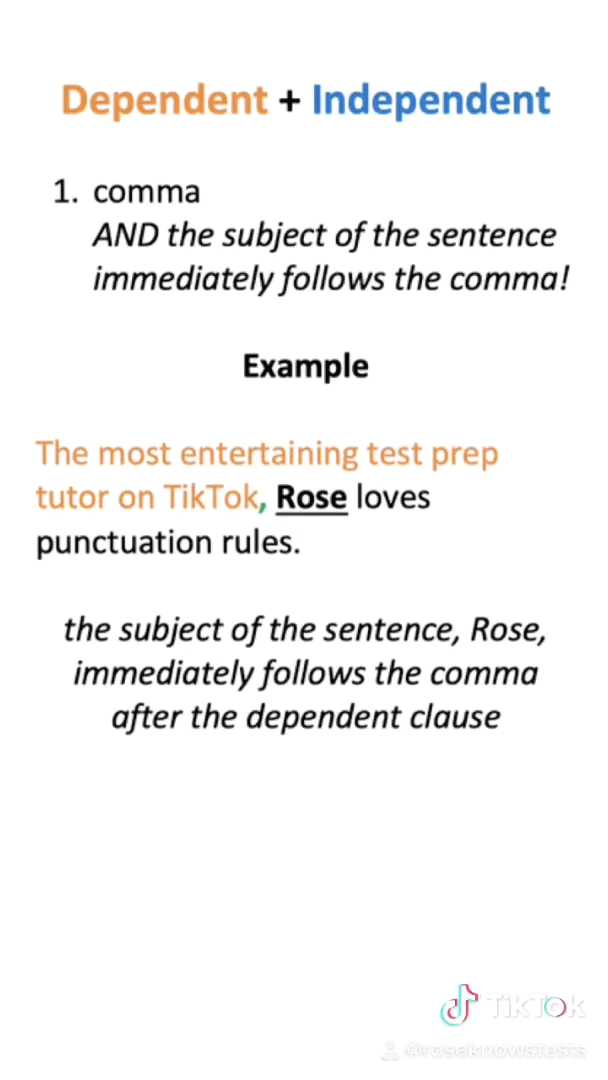 Dependent + Independent
1. comma
AND the subject of the sentence
immediately follows the comma!
Example
The most entertaining test prep
tutor on TikTok, Rose loves
punctuation rules.
the subject of the sentence, Rose,
immediately follows the comma
after the dependent clause
TikTok
@roseknowstests